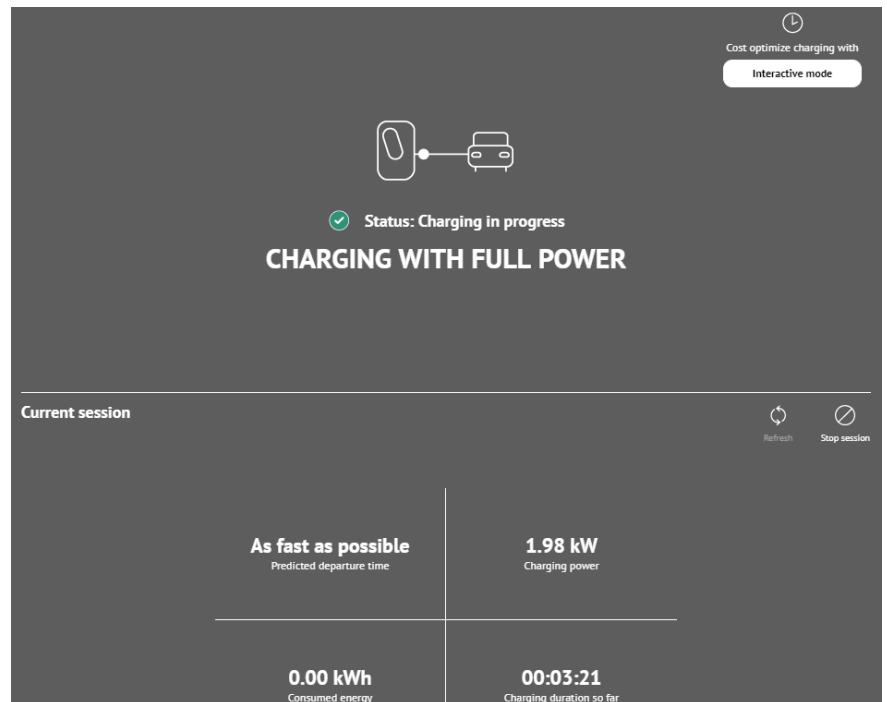 Cost optimize charging with
Interactive mode
Status: Charging in progress
CHARGING WITH FULL POWER
Current session
Refresh
Stop session
As fast as possible
Predicted departure time
1.98 kW
Charging power
0.00 kWh
Consumed energy
00:03:21
Charging duration so far